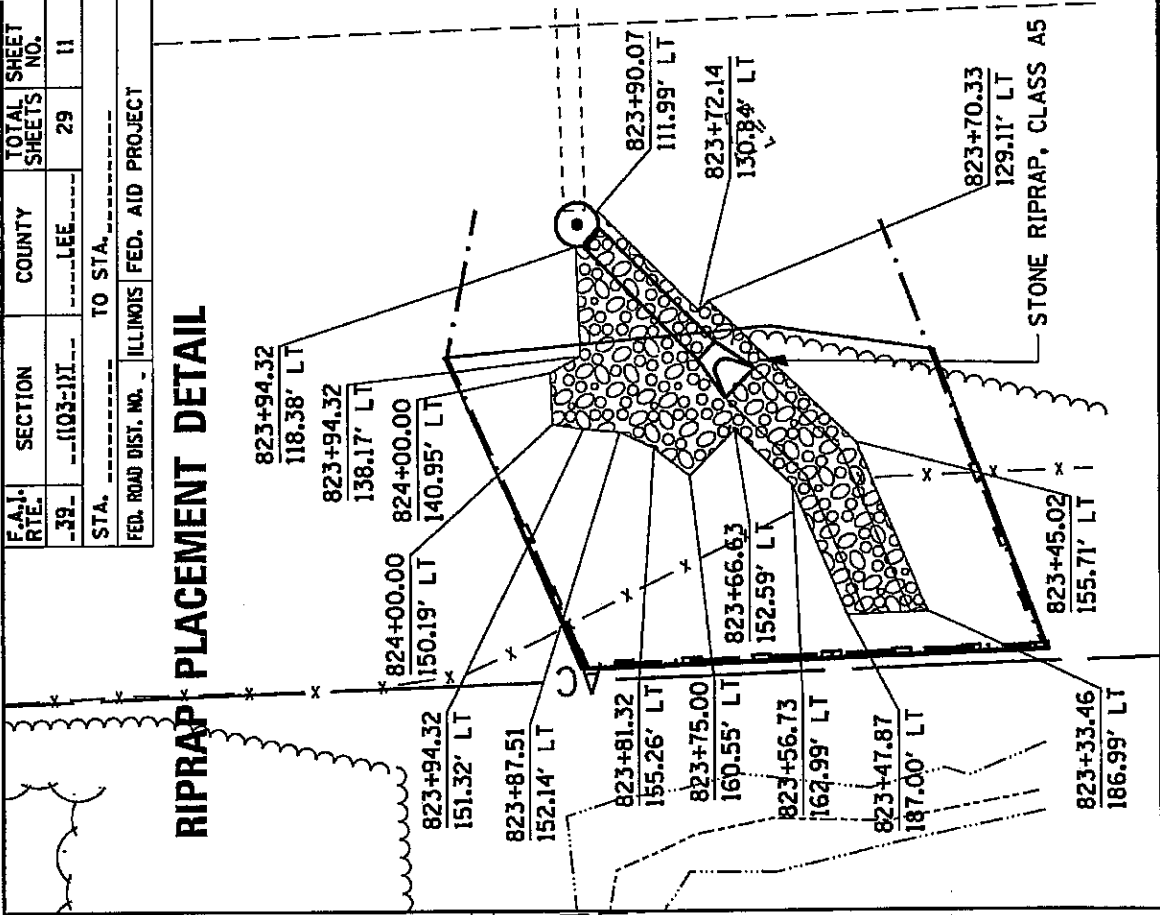 F.A.I. RTE. SECTION COUNTY TOTAL SHEETS SHEET NO.
39 (103-1)I LEE 29 11
STA. TO STA.
FED. ROAD DIST. NO. ILLINOIS FED. AID PROJECT
RIPRAP PLACEMENT DETAIL
823+94.32
118.38' LT
823+94.32
138.17' LT
824+00.00
140.95' LT
824+00.00
150.19' LT
823+94.32
151.32' LT
823+87.51
152.14' LT
823+81.32
155.26' LT
823+75.00
160.55' LT
823+66.63
152.59' LT
823+56.73
162.99' LT
823+47.87
187.00' LT
823+33.46
186.99' LT
823+45.02
155.71' LT
823+90.07
111.99' LT
823+72.14
130.84' LT
823+70.33
129.11' LT
STONE RIPRAP, CLASS A5